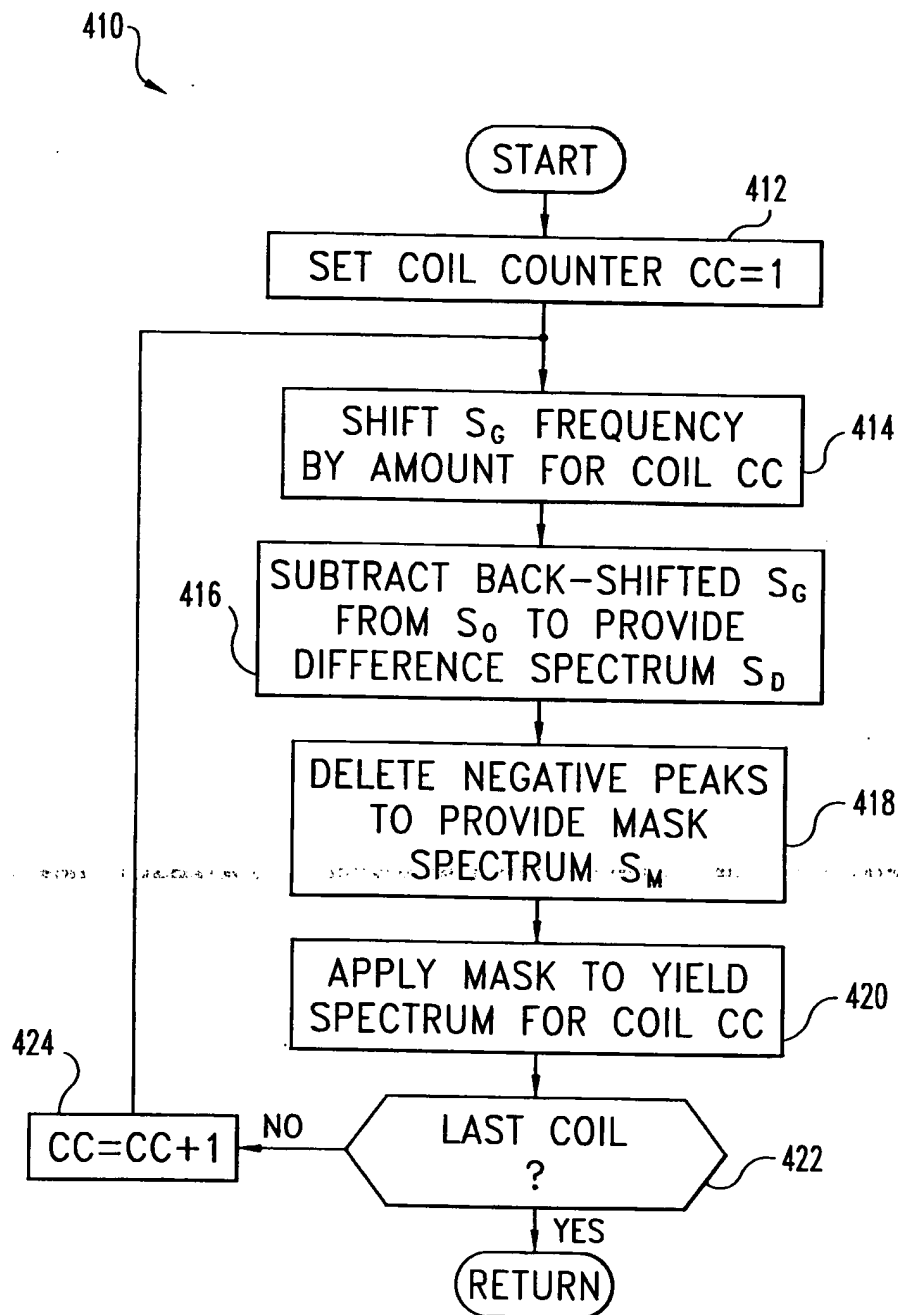 410
START
412
SET COIL COUNTER CC=1
SHIFT S_G FREQUENCY
BY AMOUNT FOR COIL CC
414
416
SUBTRACT BACK-SHIFTED S_G
FROM S_O TO PROVIDE
DIFFERENCE SPECTRUM S_D
DELETE NEGATIVE PEAKS
TO PROVIDE MASK
SPECTRUM S_M
418
APPLY MASK TO YIELD
SPECTRUM FOR COIL CC
420
424
CC=CC+1
NO
LAST COIL
?
422
YES
RETURN